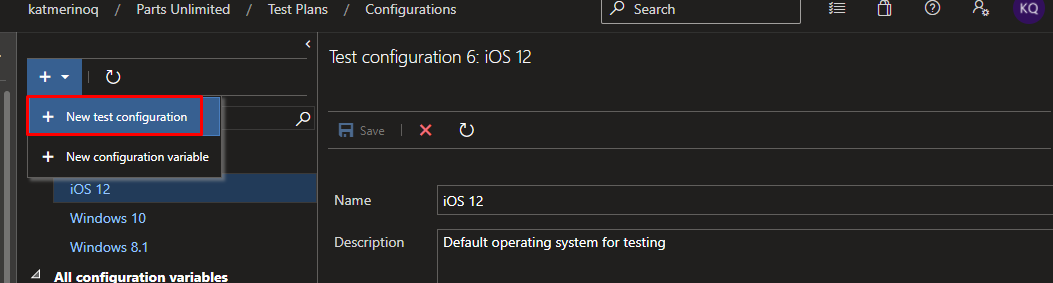 katmerinoq / Parts Unlimited / Test Plans / Configurations
Search
KQ
Test configuration 6: iOS 12
New test configuration
New configuration variable
Save
iOS 12
Windows 10
Windows 8.1
All configuration variables
Name
iOS 12
Description
Default operating system for testing